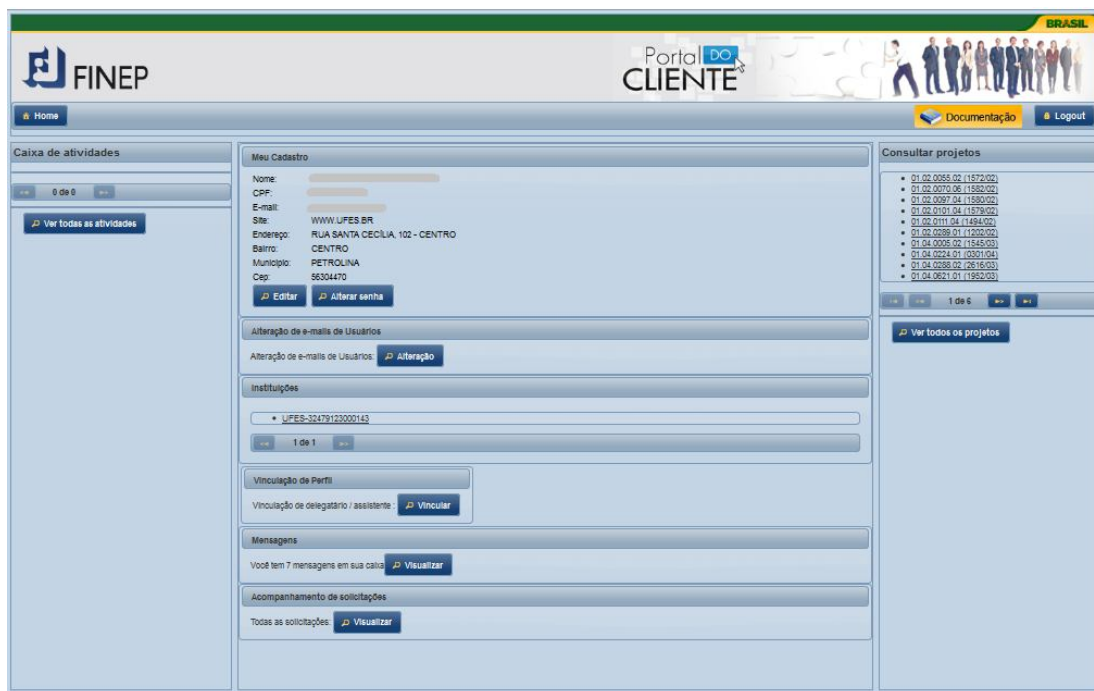 BRASIL
FINEP
Portal DO
CLIENTE
Home
Documentação
Logout
Caixa de atividades
0 de 0
Ver todas as atividades
Meu Cadastro
Nome:
CPF:
E-mail:
Site: WWW.UFES.BR
Endereço: RUA SANTA CECÍLIA, 102 - CENTRO
Bairro: CENTRO
Município: PETROLINA
Cep: 56304470
Editar Alterar senha
Alteração de e-mails de Usuários
Alteração de e-mails de Usuários: Alteração
Instituições
UFES-32479123000143
1 de 1
Vinculação de Perfil
Vinculação de delegatário / assistente : Vincular
Mensagens
Você tem 7 mensagens em sua caixa Visualizar
Acompanhamento de solicitações
Todas as solicitações: Visualizar
Consultar projetos
01.02.0055.02 (1572/02)
01.02.0070.06 (1582/02)
01.02.0097.04 (1580/02)
01.02.0101.04 (1579/02)
01.02.0111.04 (1494/02)
01.02.0289.01 (1202/02)
01.04.0005.02 (1545/03)
01.04.0224.01 (0301/04)
01.04.0288.02 (2616/03)
01.04.0621.01 (1952/03)
1 de 6
Ver todos os projetos